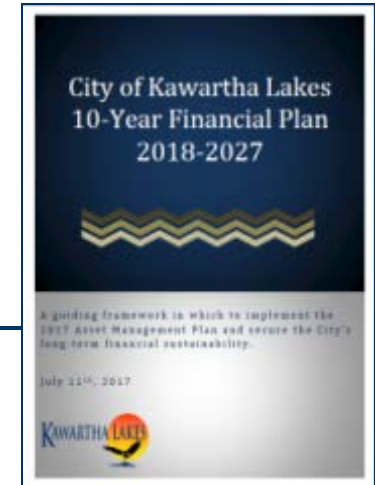 City of Kawartha Lakes
10-Year Financial Plan
2018-2027
A guiding framework in which to implement the
2017 Asset Management Plan and secure the City's
long term financial sustainability.
July 11th, 2017
KAWARTHA LAKES